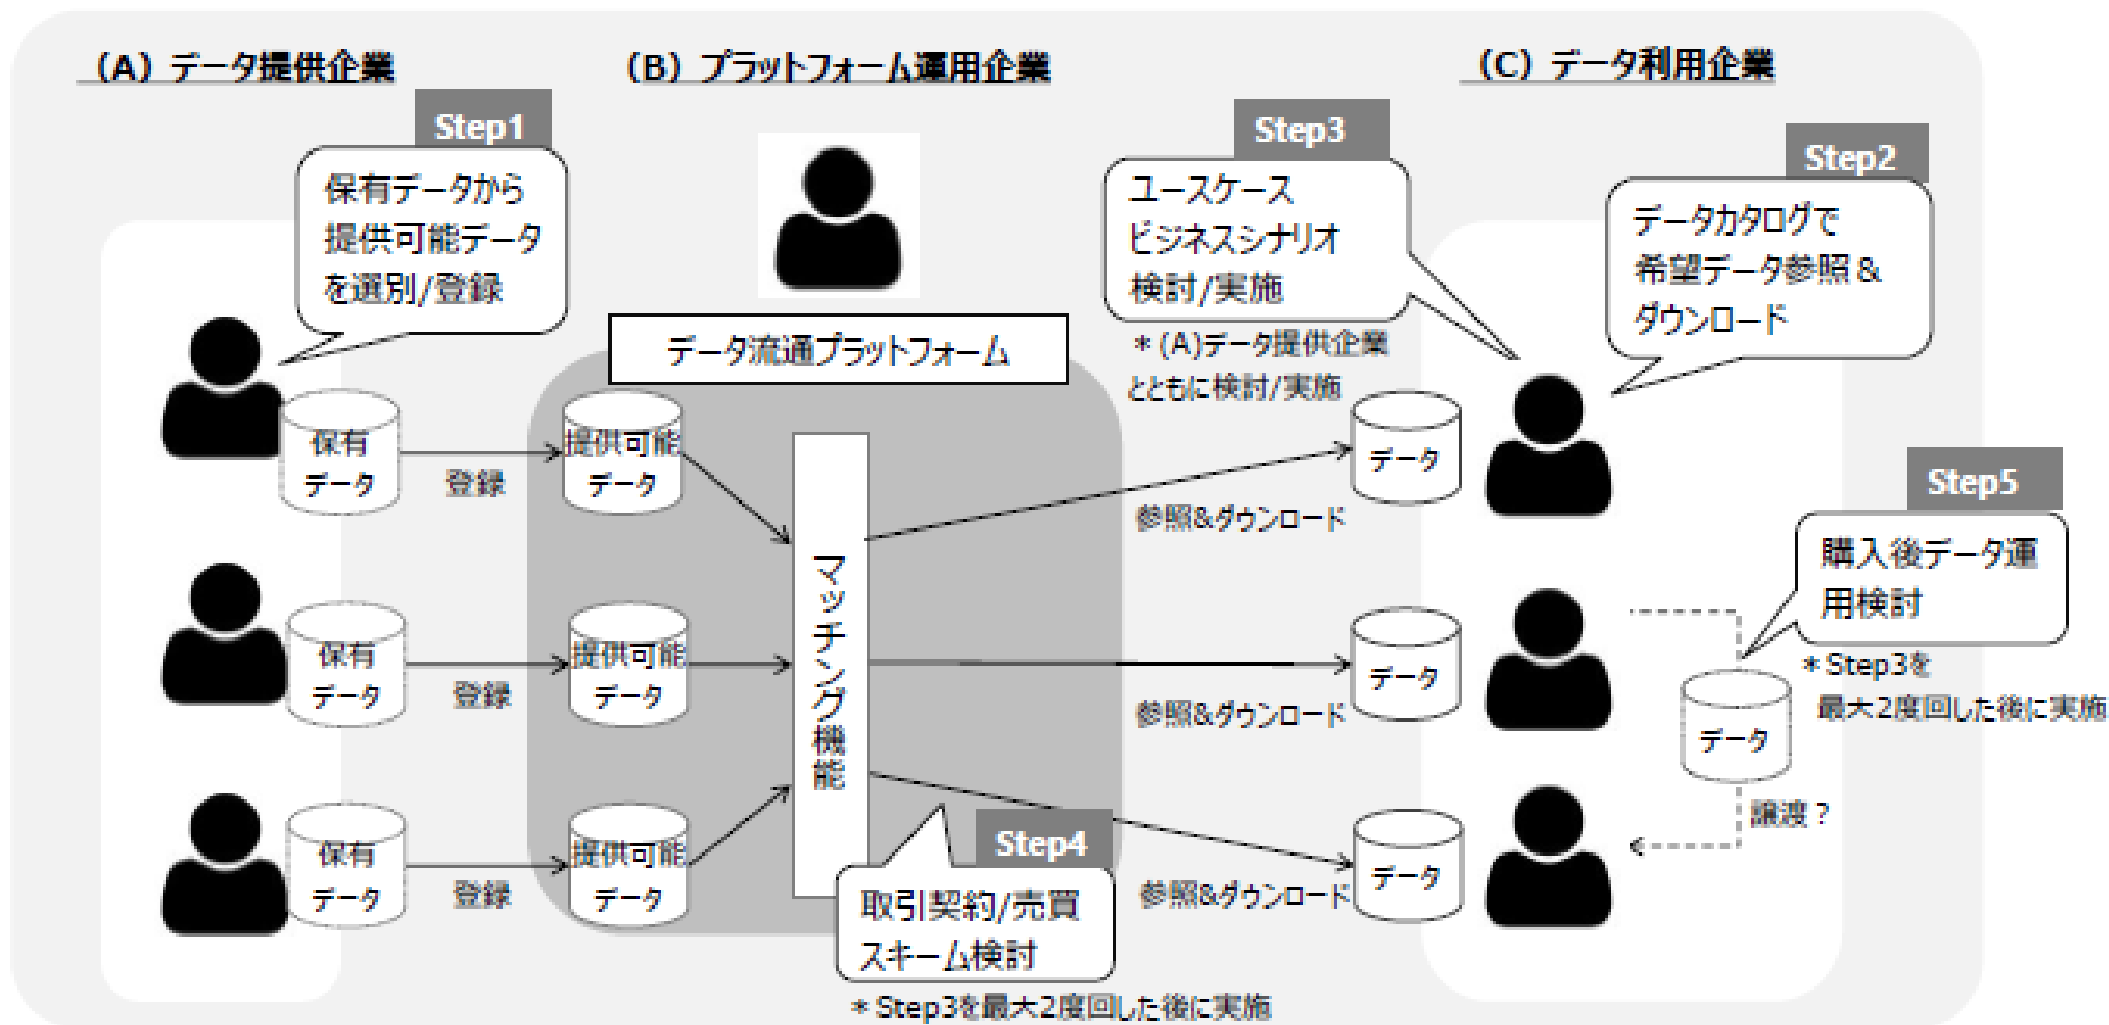 (A) データ提供企業
(B) プラットフォーム運用企業
(C) データ利用企業
Step1
保有データから
提供可能データ
を選別/登録
Step3
ユースケース
ビジネスシナリオ
検討/実施
* (A)データ提供企業
とともに検討/実施
Step2
データカタログで
希望データ参照&
ダウンロード
データ流通プラットフォーム
保有
データ
登録
提供可能
データ
参照&ダウンロード
データ
保有
データ
登録
提供可能
データ
マッチング機能
参照&ダウンロード
データ
Step5
購入後データ運
用検討
* Step3を
最大2度回した後に実施
データ
譲渡?
保有
データ
登録
提供可能
データ
参照&ダウンロード
データ
Step4
取引契約/売買
スキーム検討
* Step3を最大2度回した後に実施